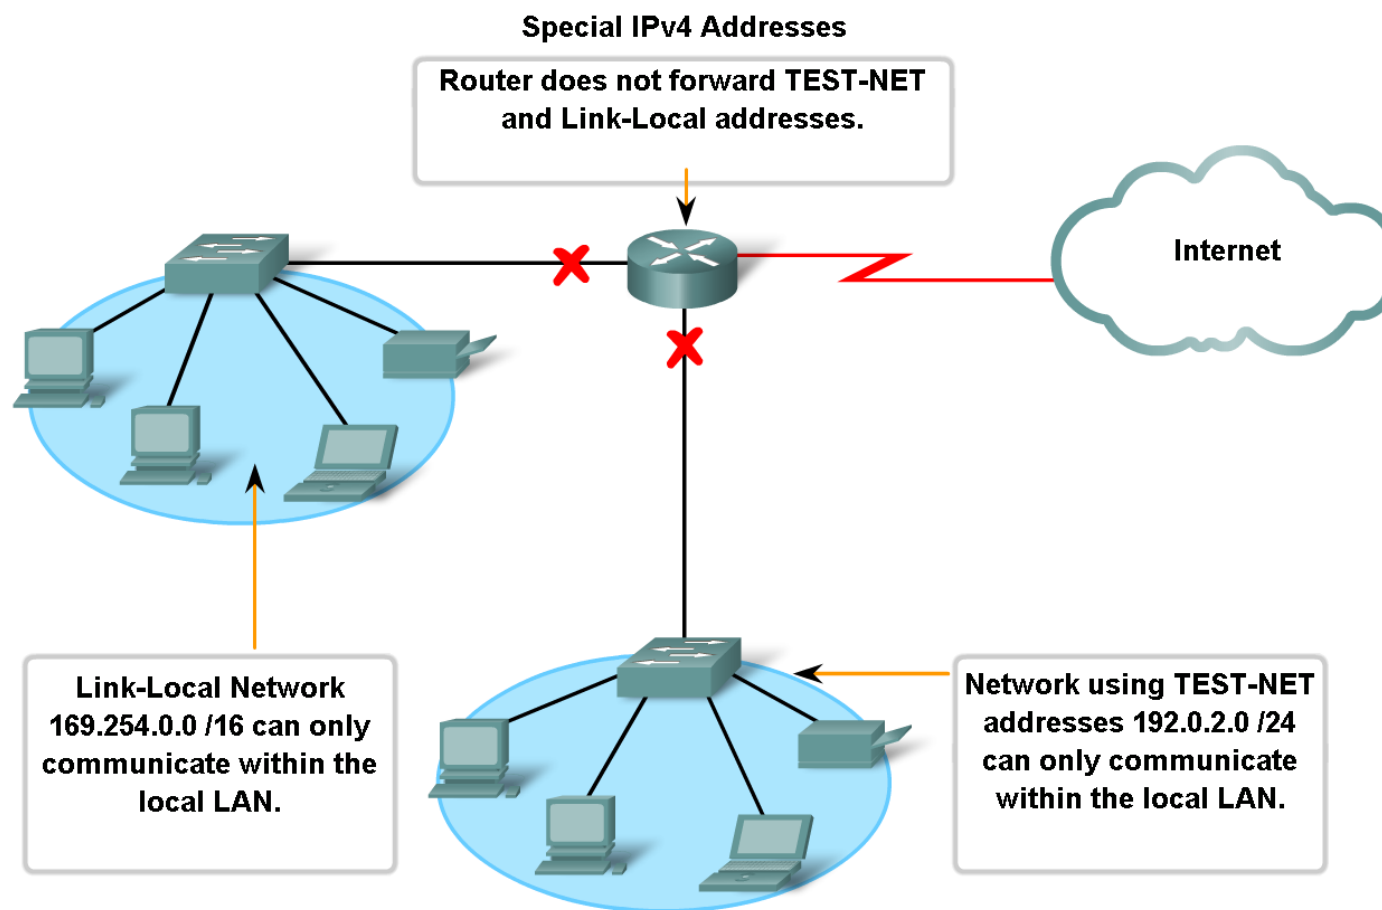 Special IPv4 Addresses
Router does not forward TEST-NET
and Link-Local addresses.
Internet
Link-Local Network
169.254.0.0 /16 can only
communicate within the
local LAN.
Network using TEST-NET
addresses 192.0.2.0 /24
can only communicate
within the local LAN.